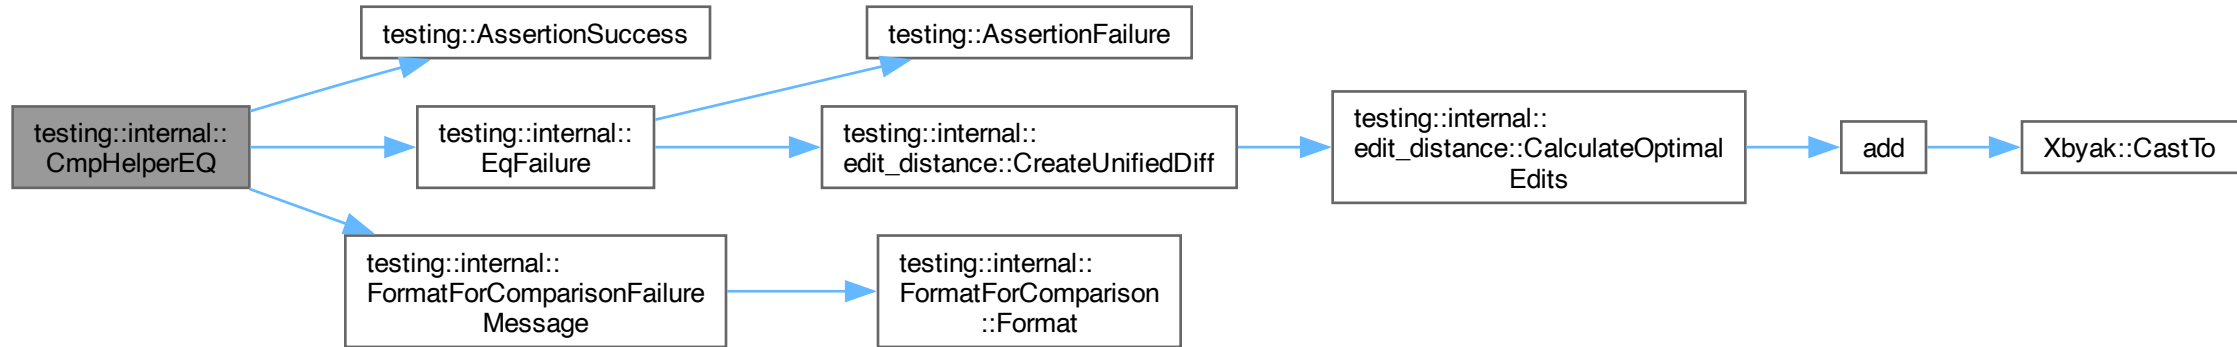 testing::AssertionSuccess
testing::AssertionFailure
testing::internal::
CmpHelperEQ
testing::internal::
EqFailure
testing::internal::
edit_distance::CreateUnifiedDiff
testing::internal::
edit_distance::CalculateOptimal
Edits
add
Xbyak::CastTo
testing::internal::
FormatForComparisonFailure
Message
testing::internal::
FormatForComparison
::Format